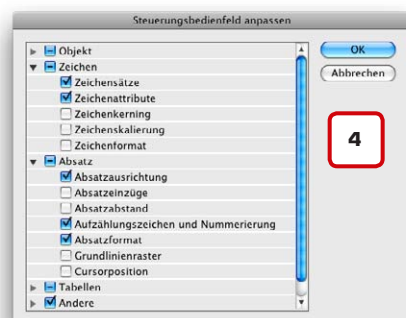 Steuerungsbedienfeld anpassen
Objekt
Zeichen
Zeichensätze
Zeichenattribute
Zeichenkerning
Zeichenskalierung
Zeichenformat
Absatz
Absatzausrichtung
Absatzeinzüge
Absatzabstand
Aufzählungszeichen und Nummerierung
Absatzformat
Grundlinienraster
Cursorposition
Tabellen
Andere
OK
Abbrechen
4